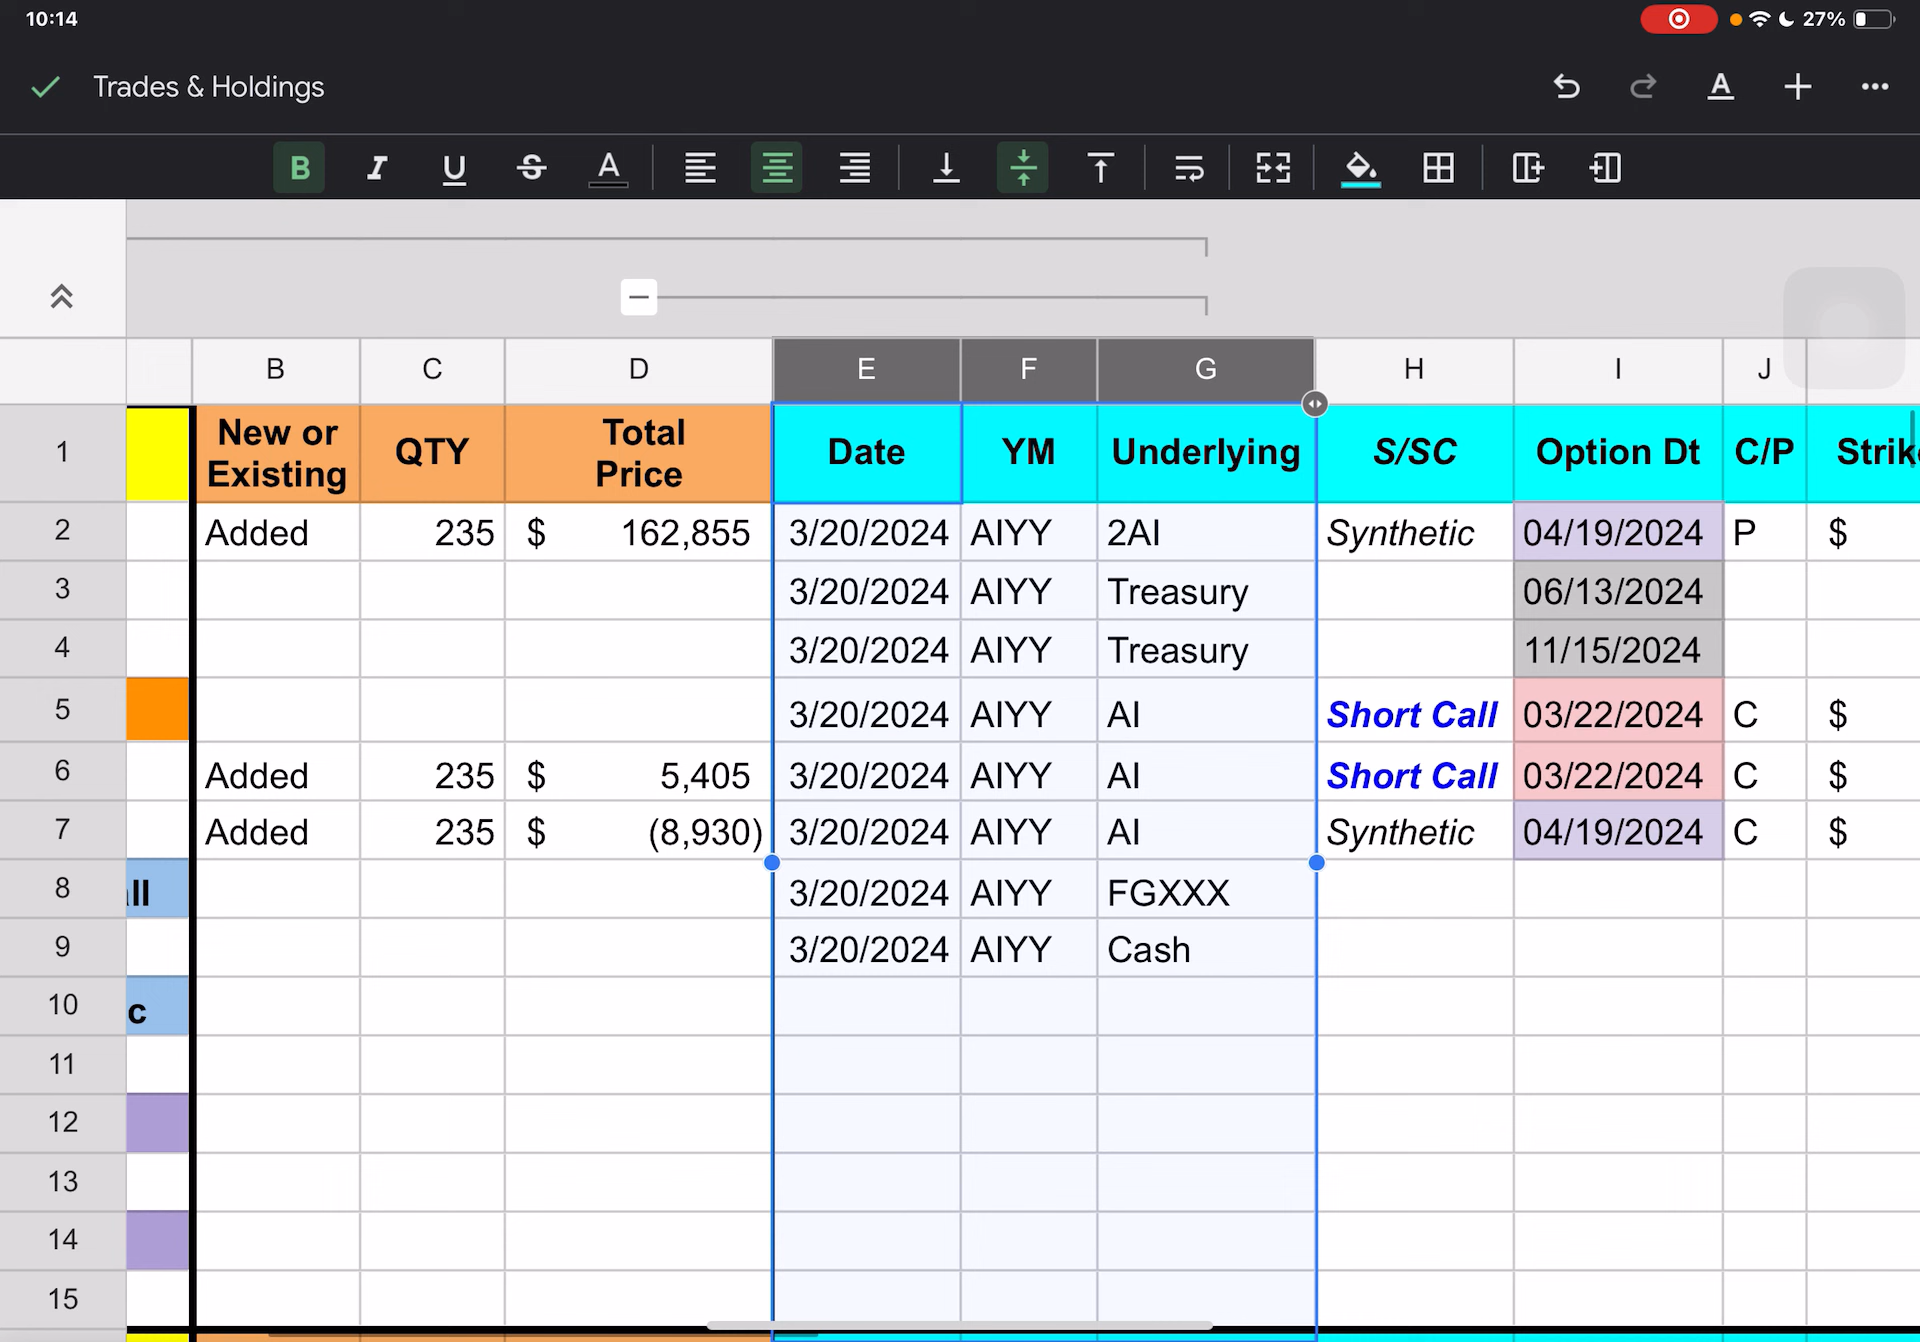 10:14
27%
Trades & Holdings
B I U S A
A
B C D E F G H I J
1 New or Existing QTY Total Price Date YM Underlying S/SC Option Dt C/P Strik
2 Added 235 $ 162,855 3/20/2024 AIYY 2AI Synthetic 04/19/2024 P $
3 3/20/2024 AIYY Treasury 06/13/2024
4 3/20/2024 AIYY Treasury 11/15/2024
5 3/20/2024 AIYY AI Short Call 03/22/2024 C $
6 Added 235 $ 5,405 3/20/2024 AIYY AI Short Call 03/22/2024 C $
7 Added 235 $ (8,930) 3/20/2024 AIYY AI Synthetic 04/19/2024 C $
8 ll 3/20/2024 AIYY FGXXX
9 3/20/2024 AIYY Cash
10 c
11
12
13
14
15